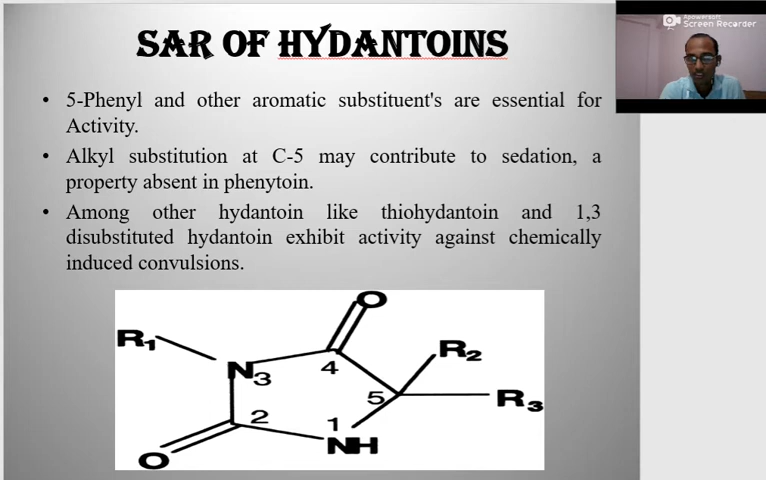 SAR OF HYDANTOINS
• 5-Phenyl and other aromatic substituent's are essential for
Activity.
• Alkyl substitution at C-5 may contribute to sedation, a
property absent in phenytoin.
• Among other hydantoin like thiohydantoin and 1,3
disubstituted hydantoin exhibit activity against chemically
induced convulsions.
O
R1
R2
N3
4
5
R3
2
1
NH
O
Apowersoft
Screen Recorder